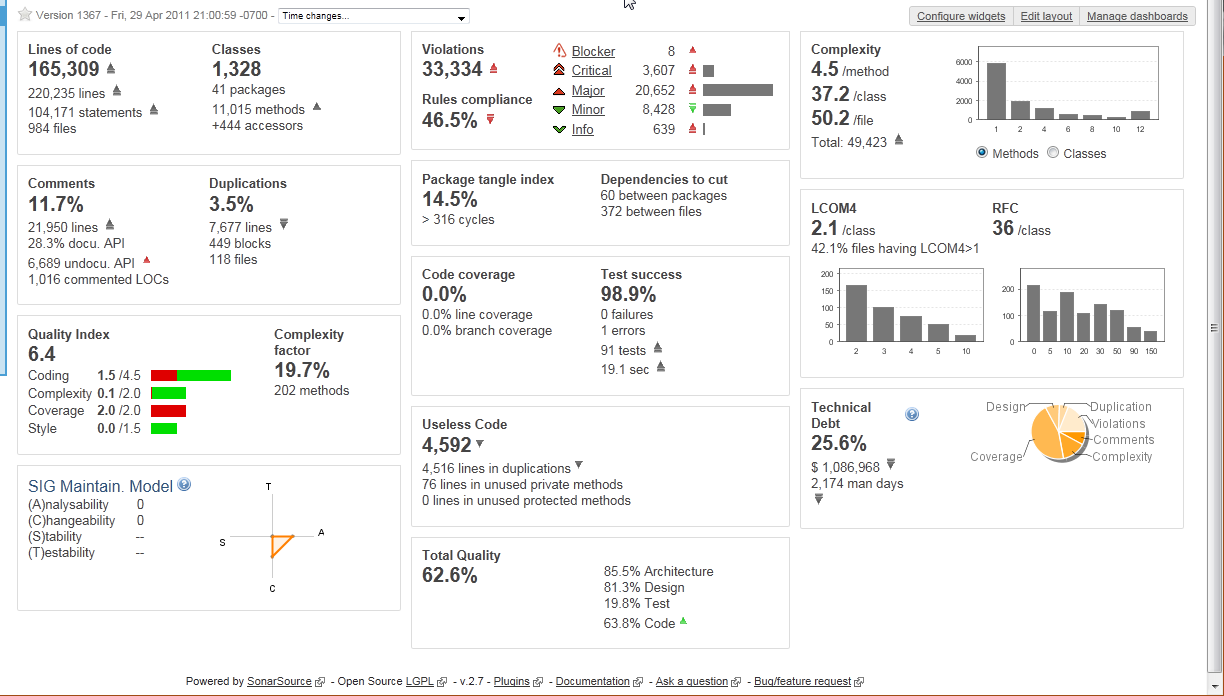 Version 1367 - Fri, 29 Apr 2011 21:00:59 -0700 - Time changes...
Configure widgets Edit layout Manage dashboards
Lines of code
165,309
220,235 lines
104,171 statements
984 files
Classes
1,328
41 packages
11,015 methods
+444 accessors
Comments
11.7%
21,950 lines
28.3% docu. API
6,689 undocu. API
1,016 commented LOCs
Duplications
3.5%
7,677 lines
449 blocks
118 files
Quality Index
6.4
Coding 1.5 /4.5
Complexity 0.1 /2.0
Coverage 2.0 /2.0
Style 0.0 /1.5
Complexity
factor
19.7%
202 methods
SIG Maintain. Model
(A)nalysability 0
(C)hangeability 0
(S)tability --
(T)estability --
T
A
S
C
Violations
33,334
Rules compliance
46.5%
Blocker 8
Critical 3,607
Major 20,652
Minor 8,428
Info 639
Package tangle index
14.5%
> 316 cycles
Dependencies to cut
60 between packages
372 between files
Code coverage
0.0%
0.0% line coverage
0.0% branch coverage
Test success
98.9%
0 failures
1 errors
91 tests
19.1 sec
Useless Code
4,592
4,516 lines in duplications
76 lines in unused private methods
0 lines in unused protected methods
Total Quality
62.6%
85.5% Architecture
81.3% Design
19.8% Test
63.8% Code
Complexity
4.5 /method
37.2 /class
50.2 /file
Total: 49,423
6000
4000
2000
0
1 2 4 6 8 10 12
Methods Classes
LCOM4
2.1 /class
42.1% files having LCOM4>1
RFC
36 /class
200
150
100
50
0
2 3 4 5 10
200
100
0
0 5 10 20 30 50 90 150
Technical
Debt
25.6%
$ 1,086,968
2,174 man days
Design
Coverage
Duplication
Violations
Comments
Complexity
Powered by SonarSource - Open Source LGPL - v.2.7 - Plugins - Documentation - Ask a question - Bug/feature request